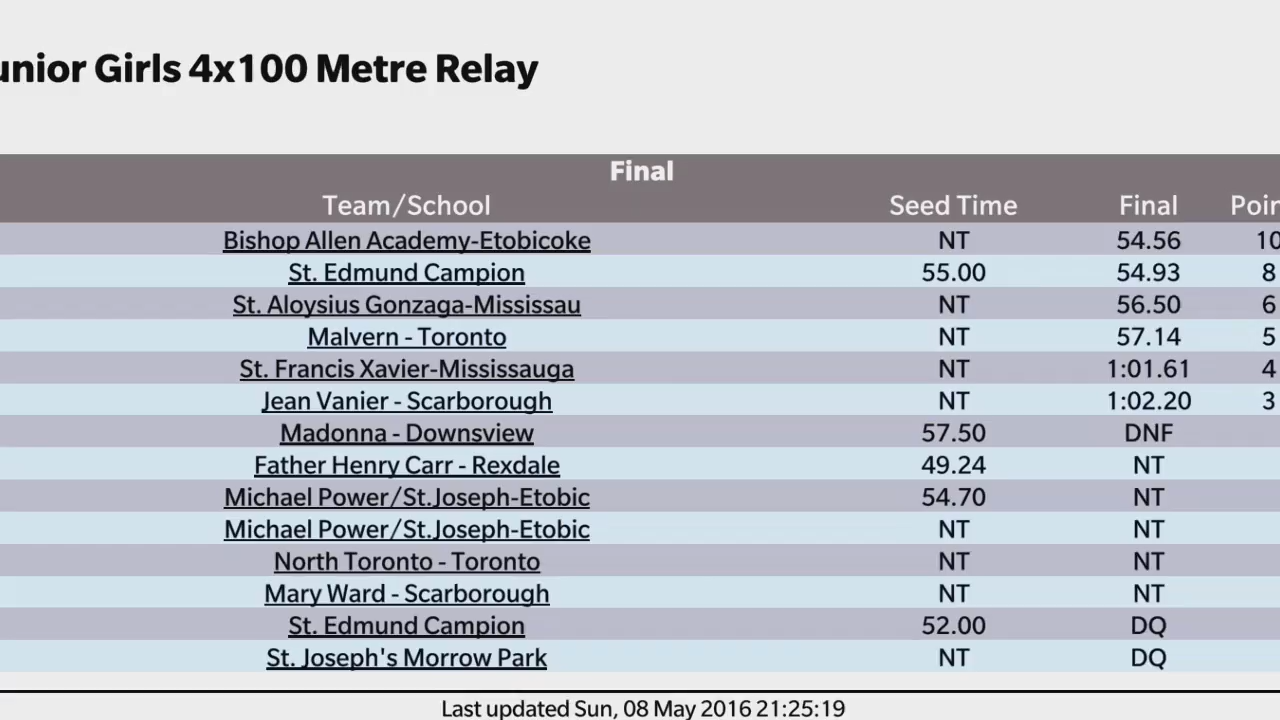 unior Girls 4x100 Metre Relay
Final
Team/School Seed Time Final Poin
Bishop Allen Academy-Etobicoke NT 54.56 10
St. Edmund Campion 55.00 54.93 8
St. Aloysius Gonzaga-Mississau NT 56.50 6
Malvern - Toronto NT 57.14 5
St. Francis Xavier-Mississauga NT 1:01.61 4
Jean Vanier - Scarborough NT 1:02.20 3
Madonna - Downsview 57.50 DNF
Father Henry Carr - Rexdale 49.24 NT
Michael Power/St.Joseph-Etobic 54.70 NT
Michael Power/St.Joseph-Etobic NT NT
North Toronto - Toronto NT NT
Mary Ward - Scarborough NT NT
St. Edmund Campion 52.00 DQ
St. Joseph's Morrow Park NT DQ
Last updated Sun, 08 May 2016 21:25:19